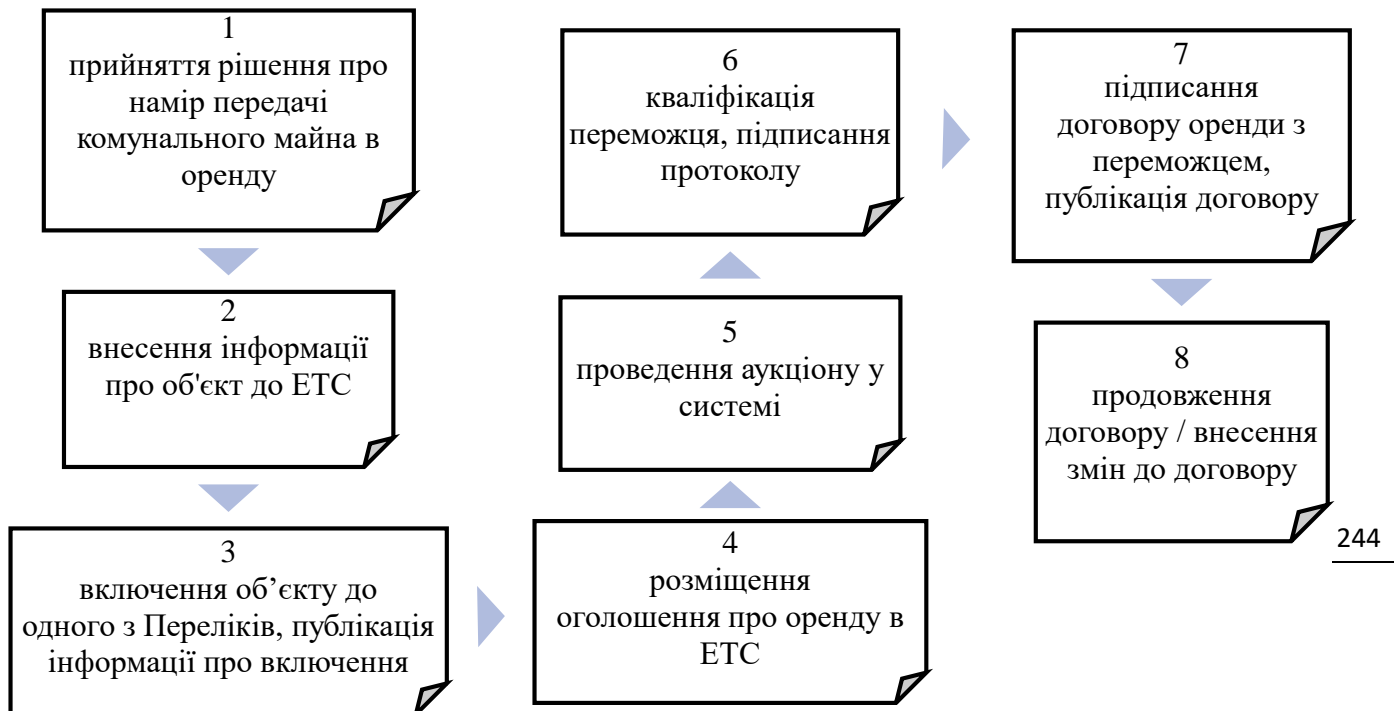 1
прийняття рішення про
намір передачі
комунального майна в
оренду
2
внесення інформації
про об'єкт до ЕТС
3
включення об’єкту до
одного з Переліків, публікація
інформації про включення
4
розміщення
оголошення про оренду в
ЕТС
5
проведення аукціону у
системі
6
кваліфікація
переможця, підписання
протоколу
7
підписання
договору оренди з
переможцем,
публікація договору
8
продовження
договору / внесення
змін до договору
244